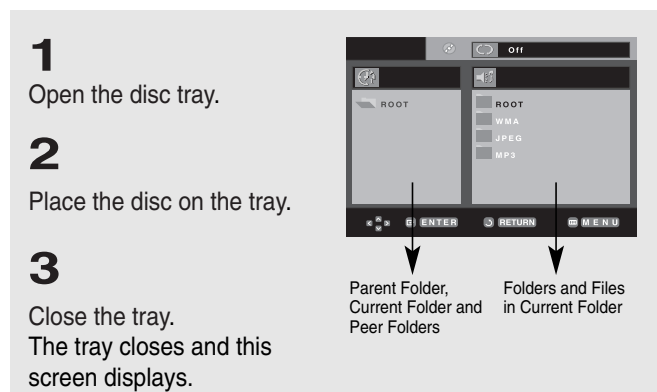 1
Open the disc tray.
2
Place the disc on the tray.
3
Close the tray.
The tray closes and this
screen displays.
Off
ROOT
ROOT
WMA
JPEG
MP3
ENTER
RETURN
MENU
Parent Folder,
Current Folder and
Peer Folders
Folders and Files
in Current Folder